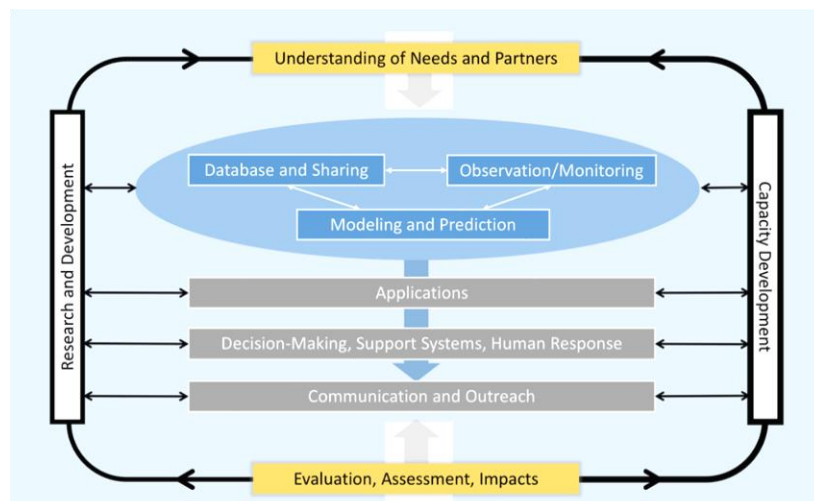 Understanding of Needs and Partners
Research and Development
Database and Sharing
Observation/Monitoring
Modeling and Prediction
Capacity Development
Applications
Decision-Making, Support Systems, Human Response
Communication and Outreach
Evaluation, Assessment, Impacts